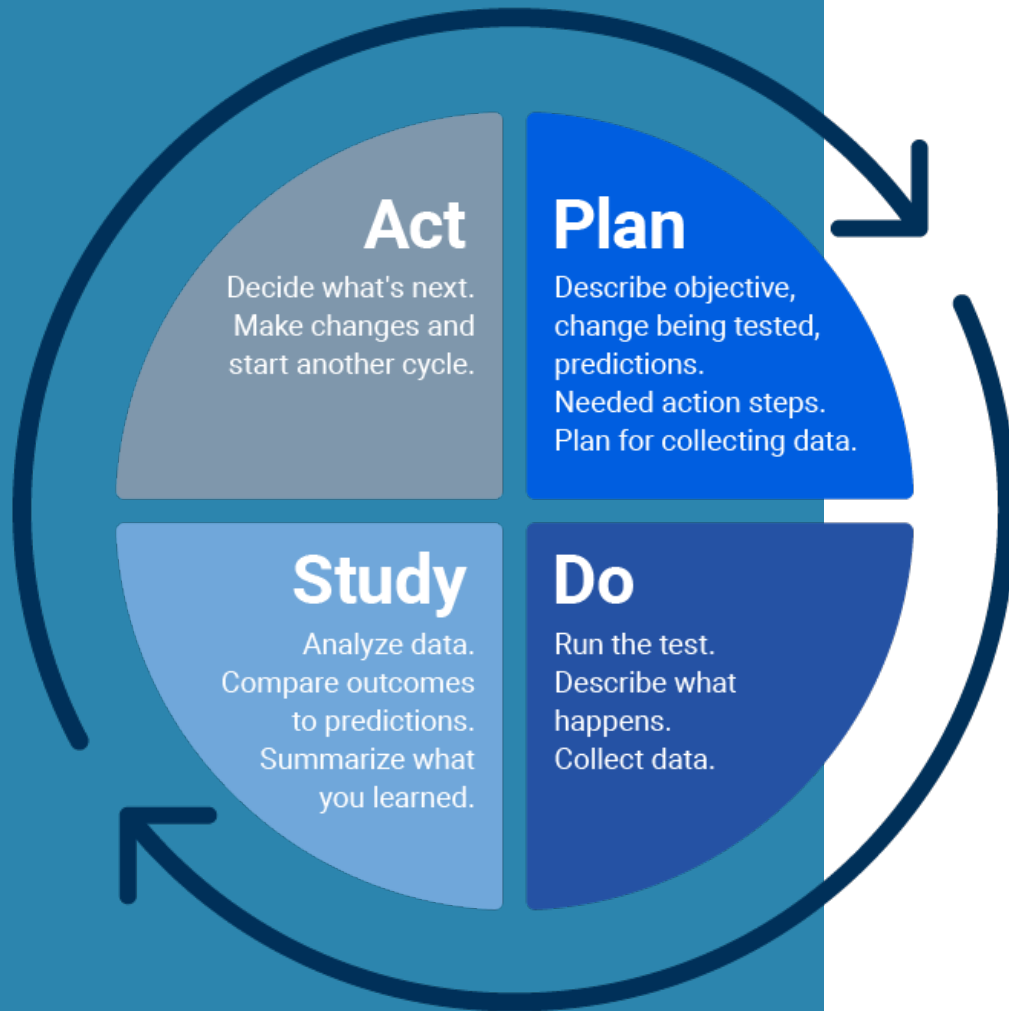 Act
Decide what's next.
Make changes and
start another cycle.
Plan
Describe objective,
change being tested,
predictions.
Needed action steps.
Plan for collecting data.
Study
Analyze data.
Compare outcomes
to predictions.
Summarize what
you learned.
Do
Run the test.
Describe what
happens.
Collect data.